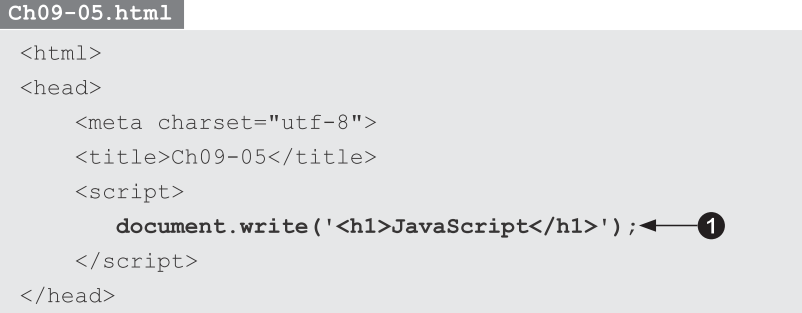 Ch09-05.html
<html>
<head>
<meta charset="utf-8">
<title>Ch09-05</title>
<script>
document.write('<h1>JavaScript</h1>'); 1
</script>
</head>